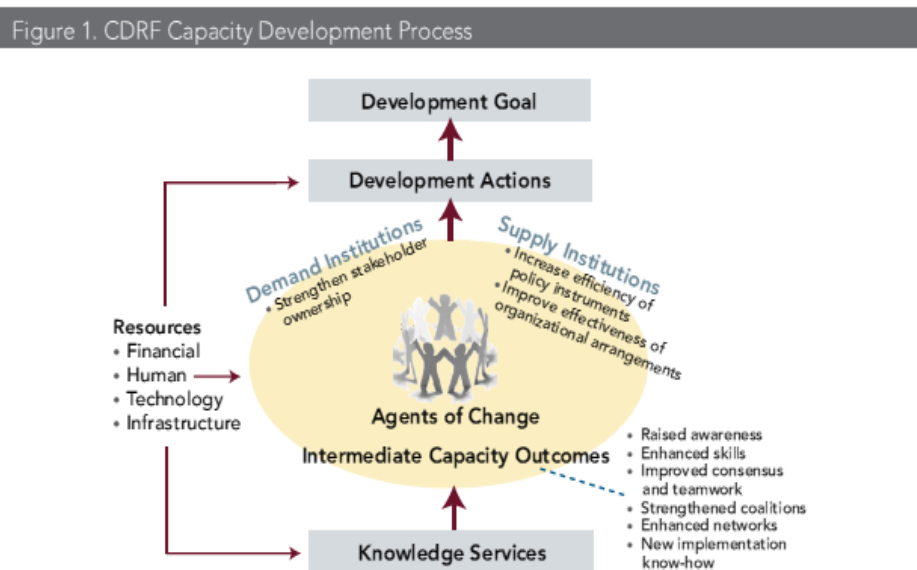 Figure 1. CDRF Capacity Development Process
Development Goal
Development Actions
Demand Institutions
• Strengthen stakeholder
ownership
Supply Institutions
• Increase efficiency of
policy instruments
• Improve effectiveness of
organizational arrangements
Resources
• Financial
• Human
• Technology
• Infrastructure
Agents of Change
Intermediate Capacity Outcomes
• Raised awareness
• Enhanced skills
• Improved consensus
and teamwork
• Strengthened coalitions
• Enhanced networks
• New implementation
know-how
Knowledge Services